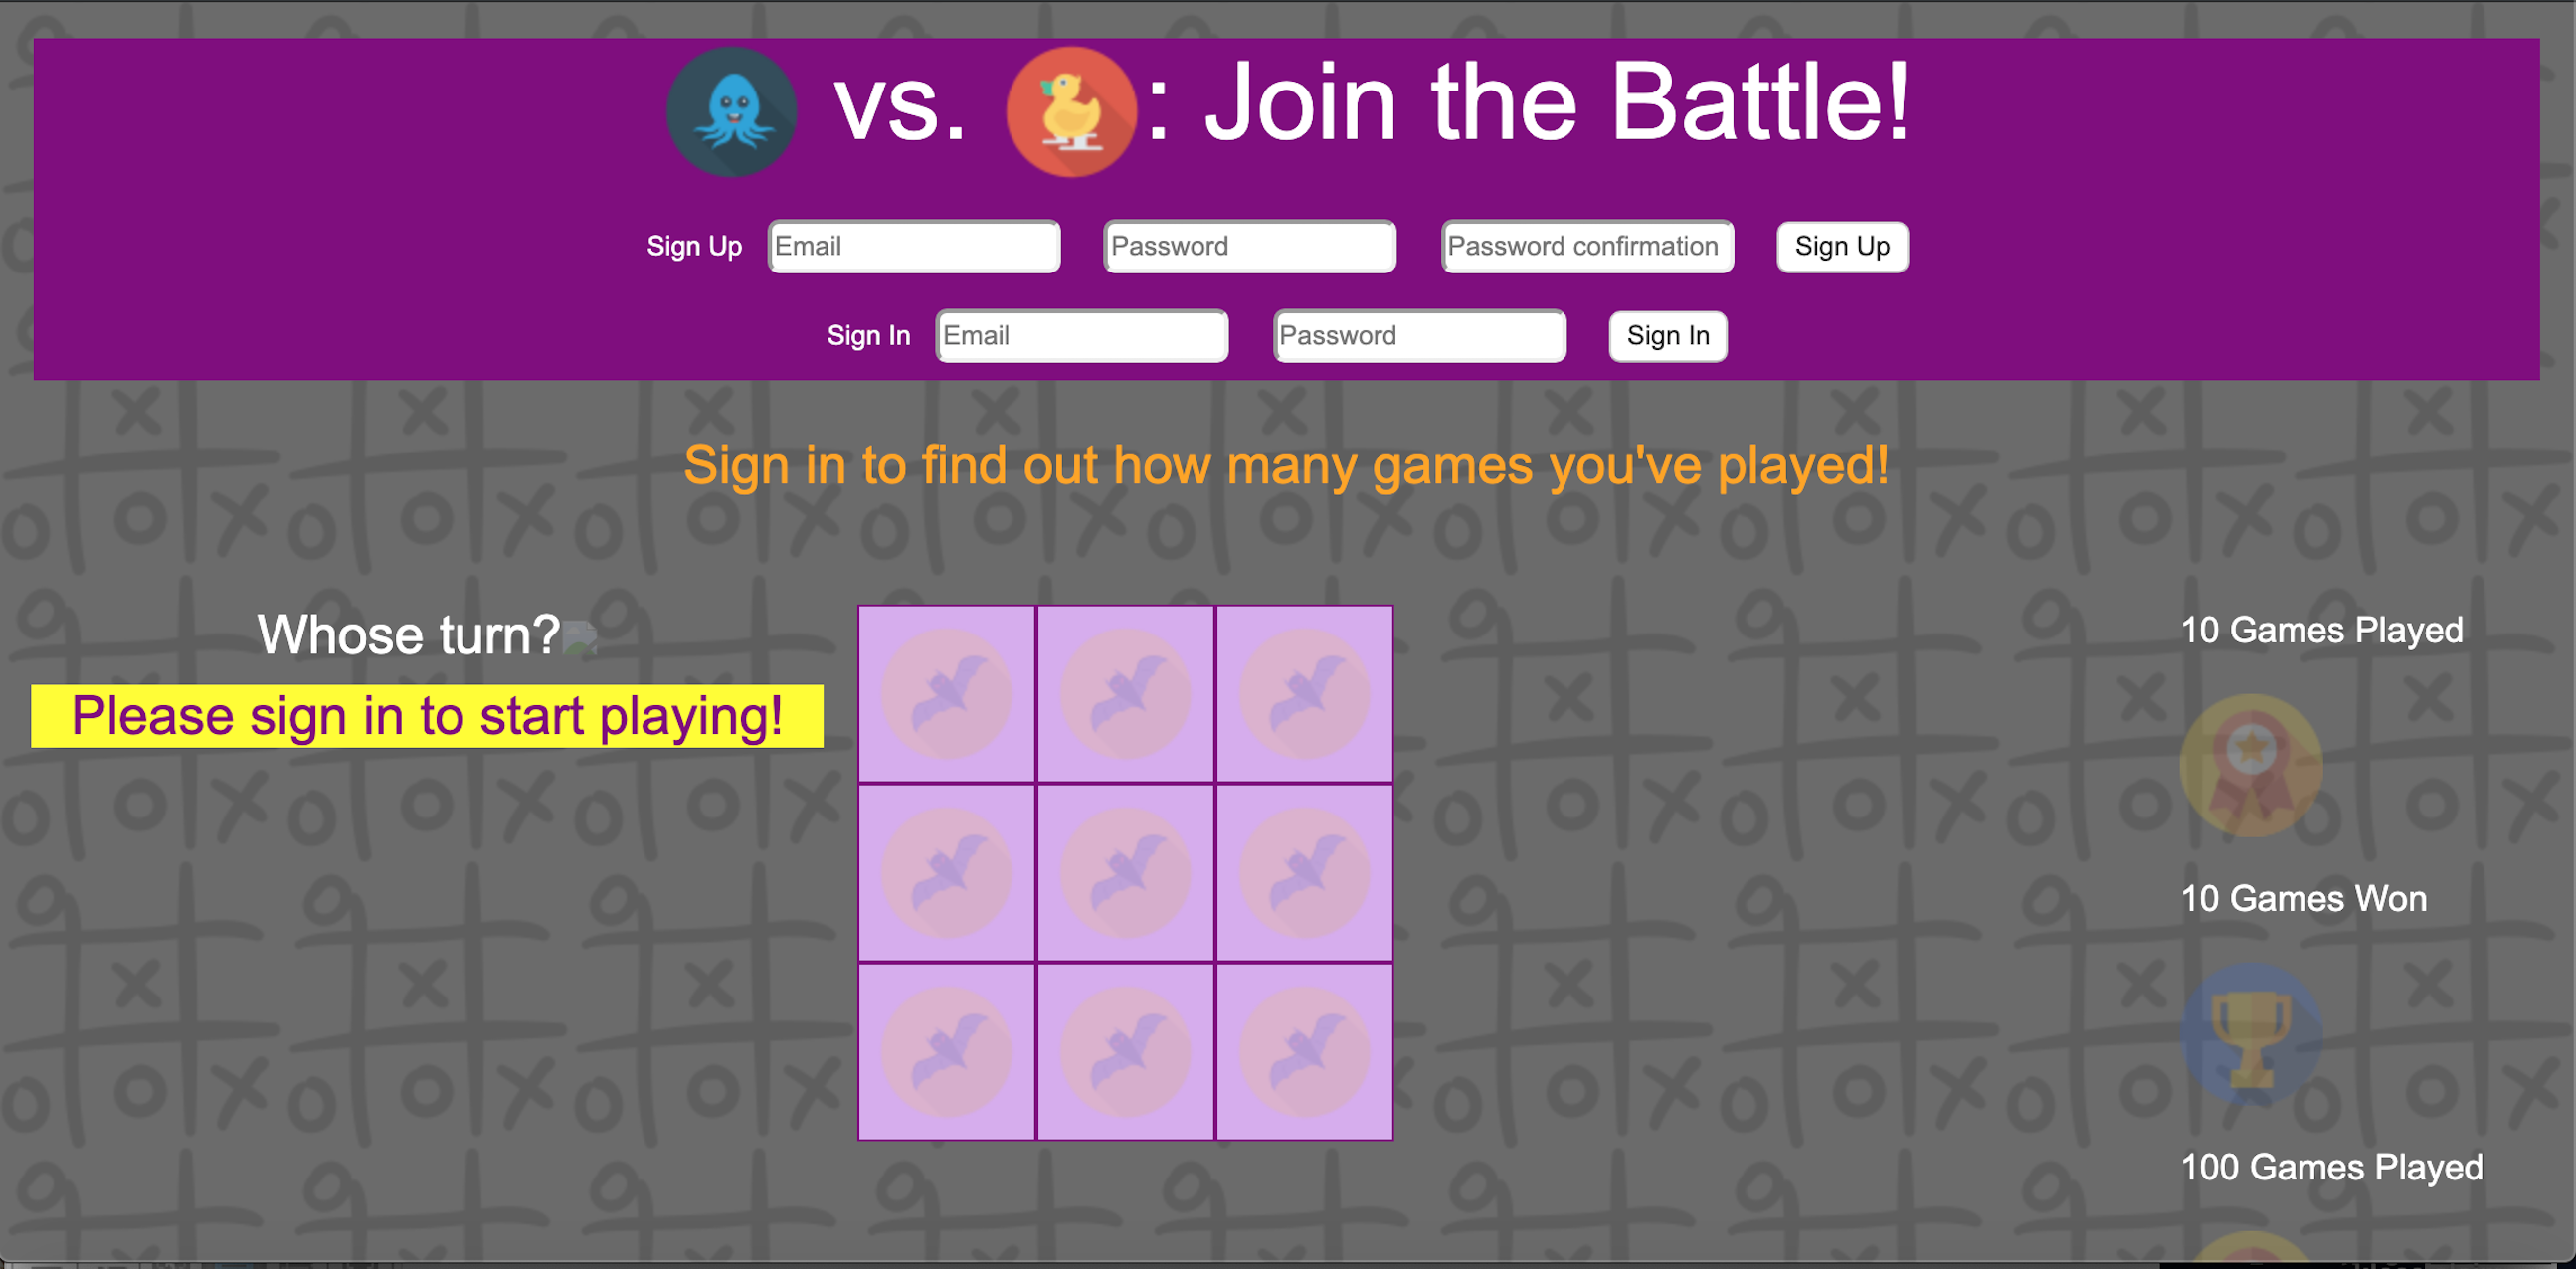 vs. : Join the Battle!
Sign Up Email Password Password confirmation Sign Up
Sign In Email Password Sign In
Sign in to find out how many games you've played!
Whose turn?
Please sign in to start playing!
10 Games Played
10 Games Won
100 Games Played